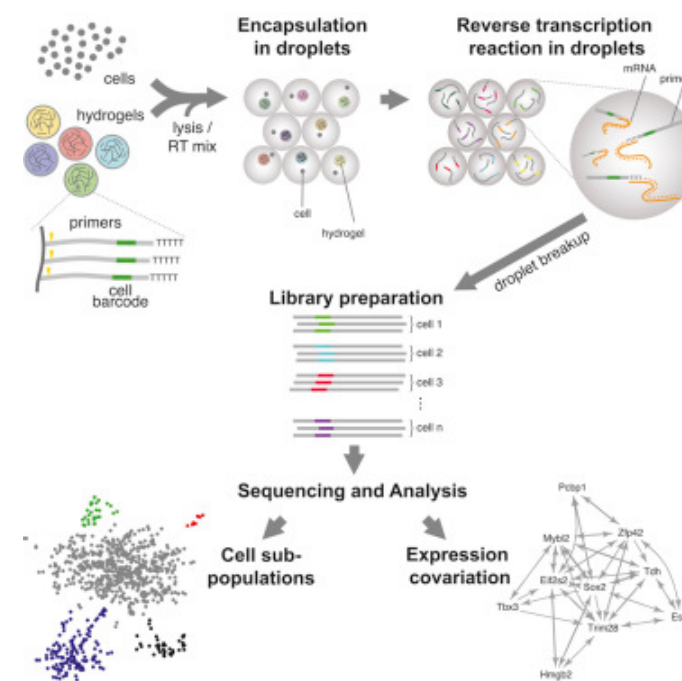 Encapsulation
in droplets
Reverse transcription
reaction in droplets
cells
hydrogels
lysis /
RT mix
mRNA
prime
cell
hydrogel
primers
TTTTT
TTTTT
TTTTT
cell
barcode
droplet breakup
Library preparation
cell 1
cell 2
cell 3
cell n
Sequencing and Analysis
Cell sub-
populations
Expression
covariation
Pcbp1
Zfp42
Mybl2
Tdh
Sox2
Tbx3
Trim28
Es
Hmgb2